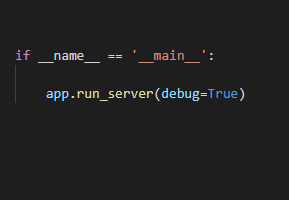 if __name__ == '__main__':
    app.run_server(debug=True)